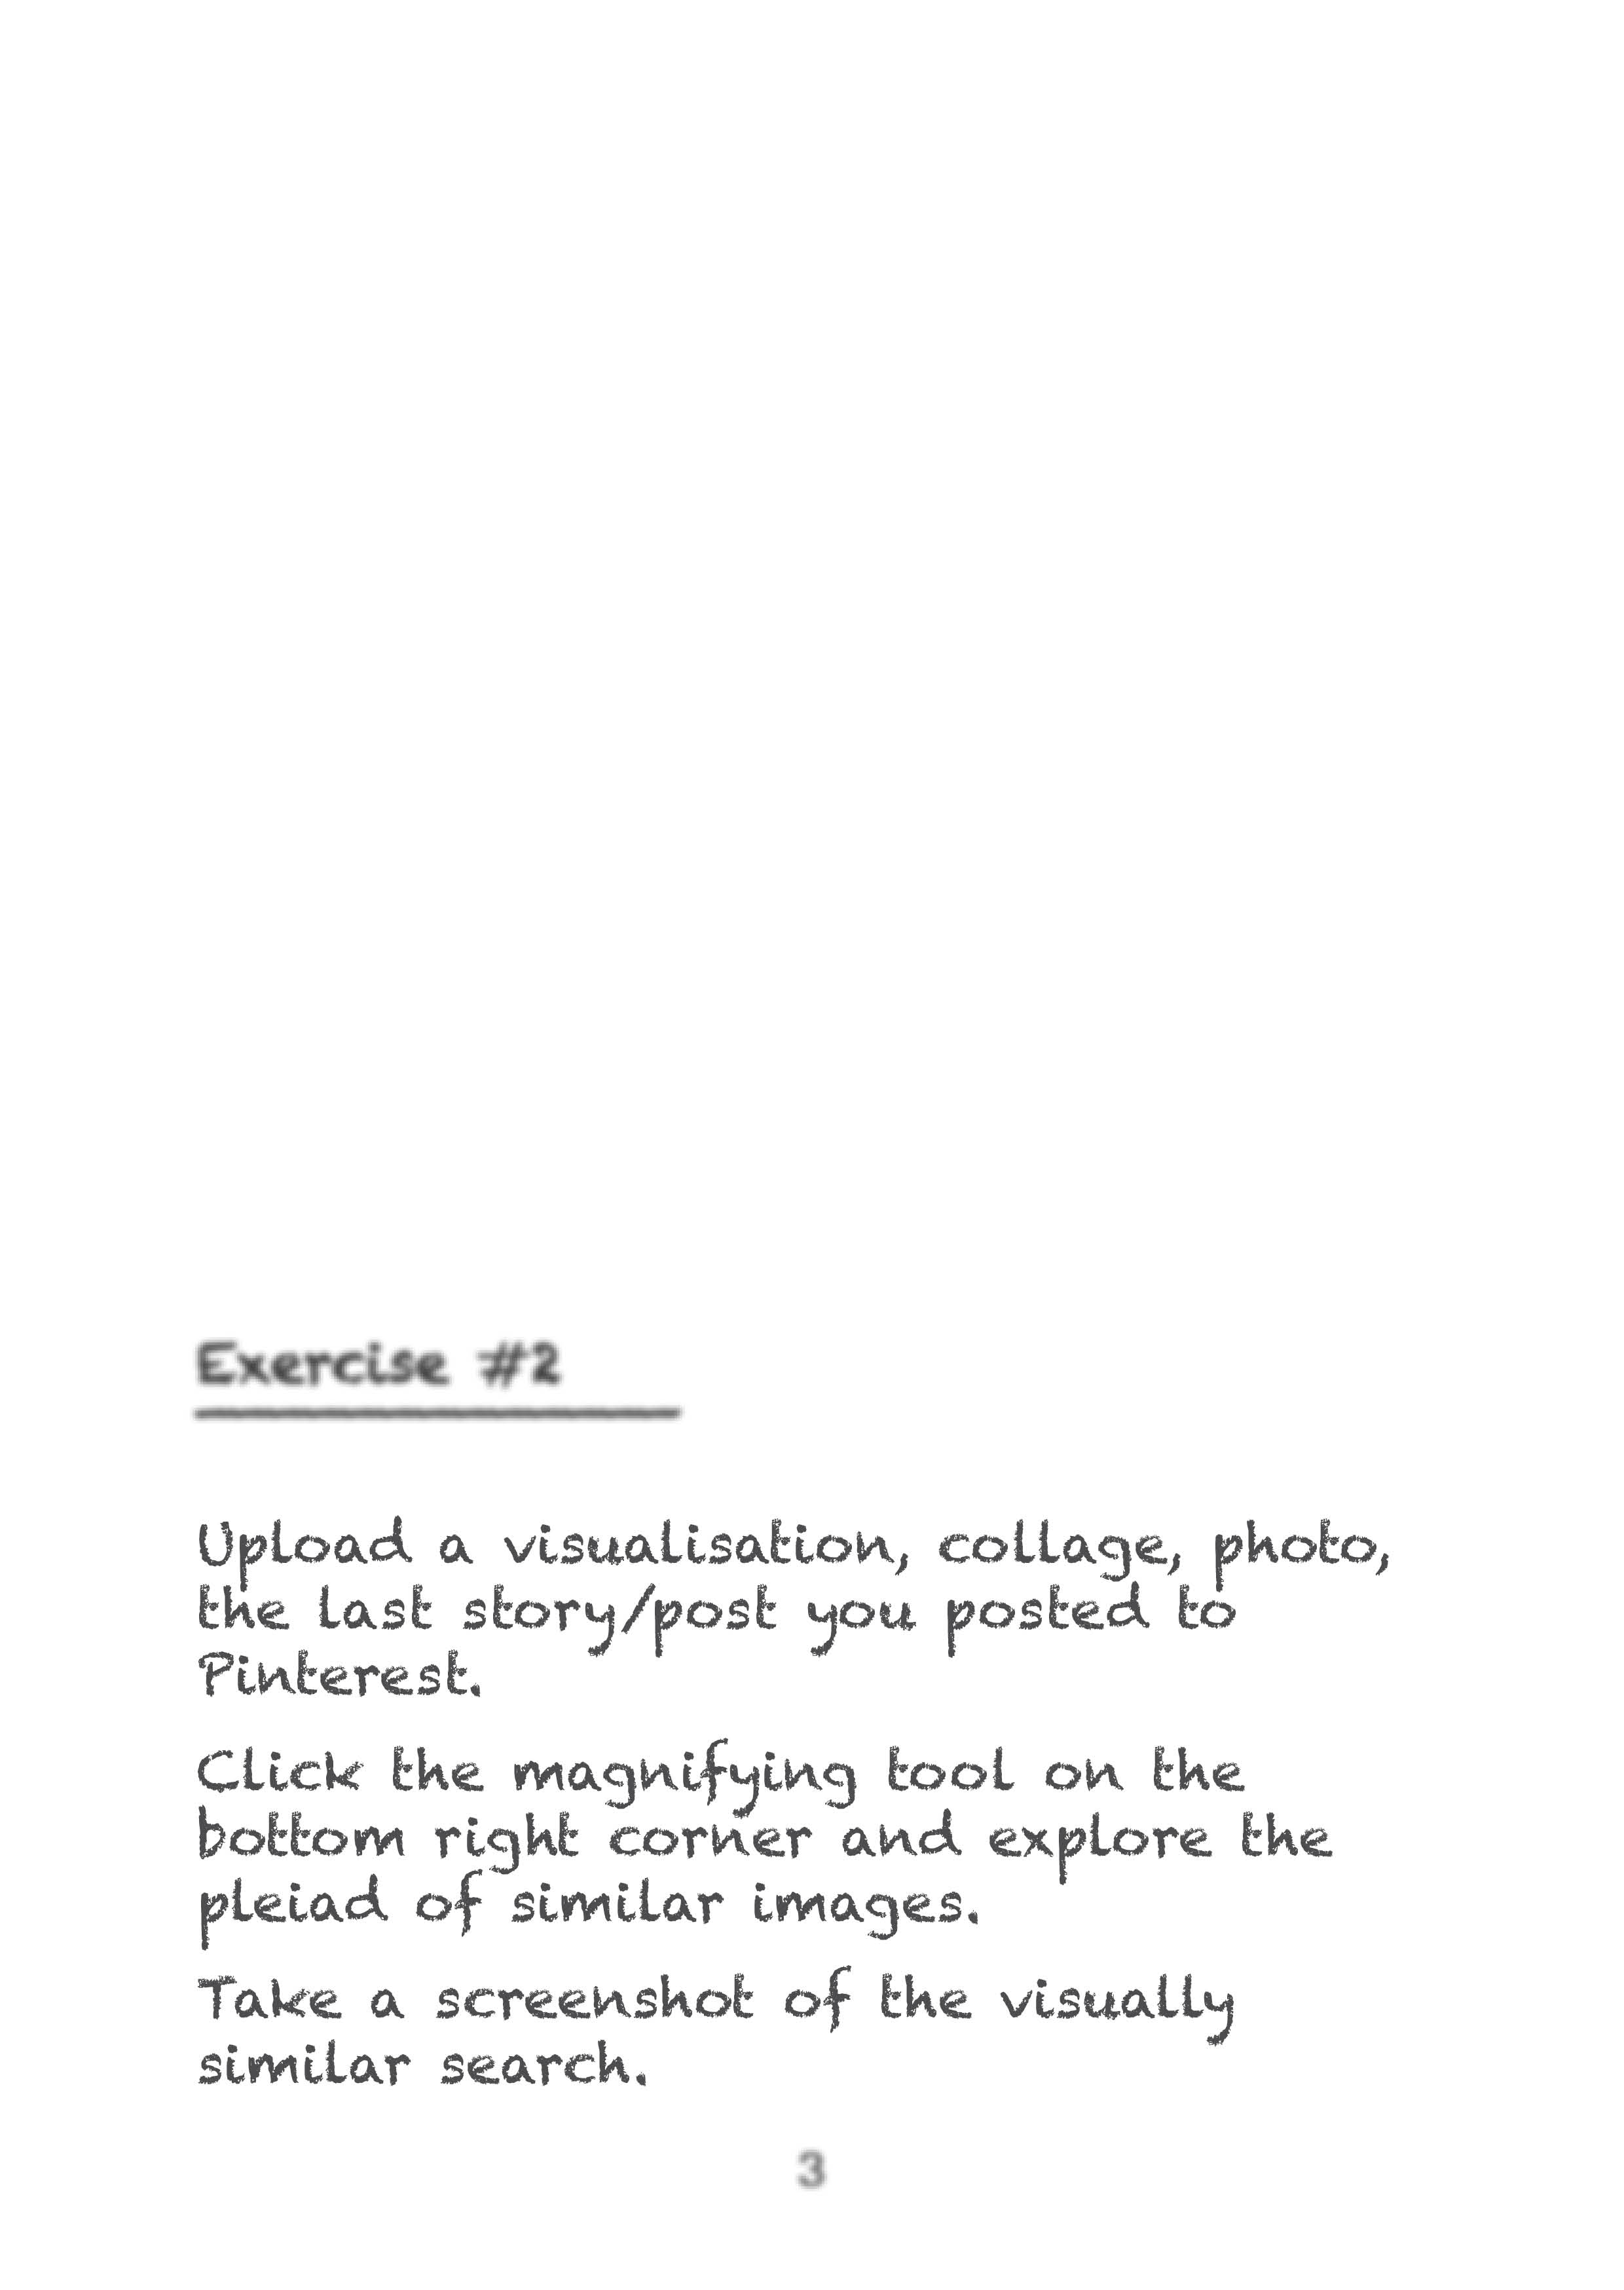 Exercise #2
Upload a visualisation, collage, photo,
the last story/post you posted to
Pinterest.
Click the magnifying tool on the
bottom right corner and explore the
pleiad of similar images.
Take a screenshot of the visually
similar search.
3